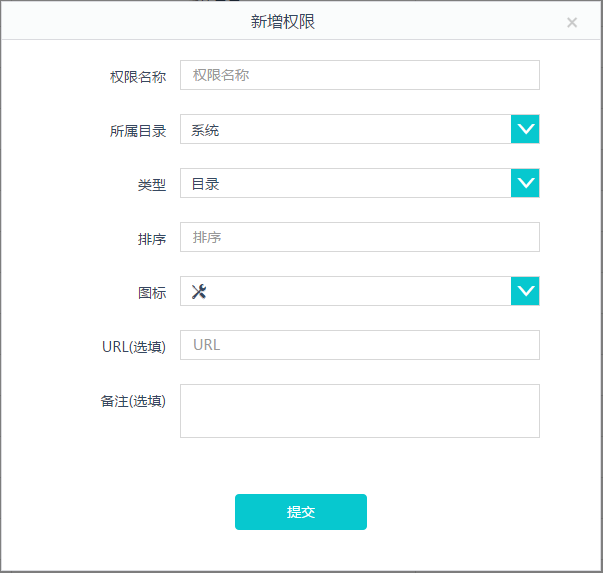 新增权限
×
权限名称 权限名称
所属目录 系统
类型 目录
排序 排序
图标
URL(选填) URL
备注(选填)
提交